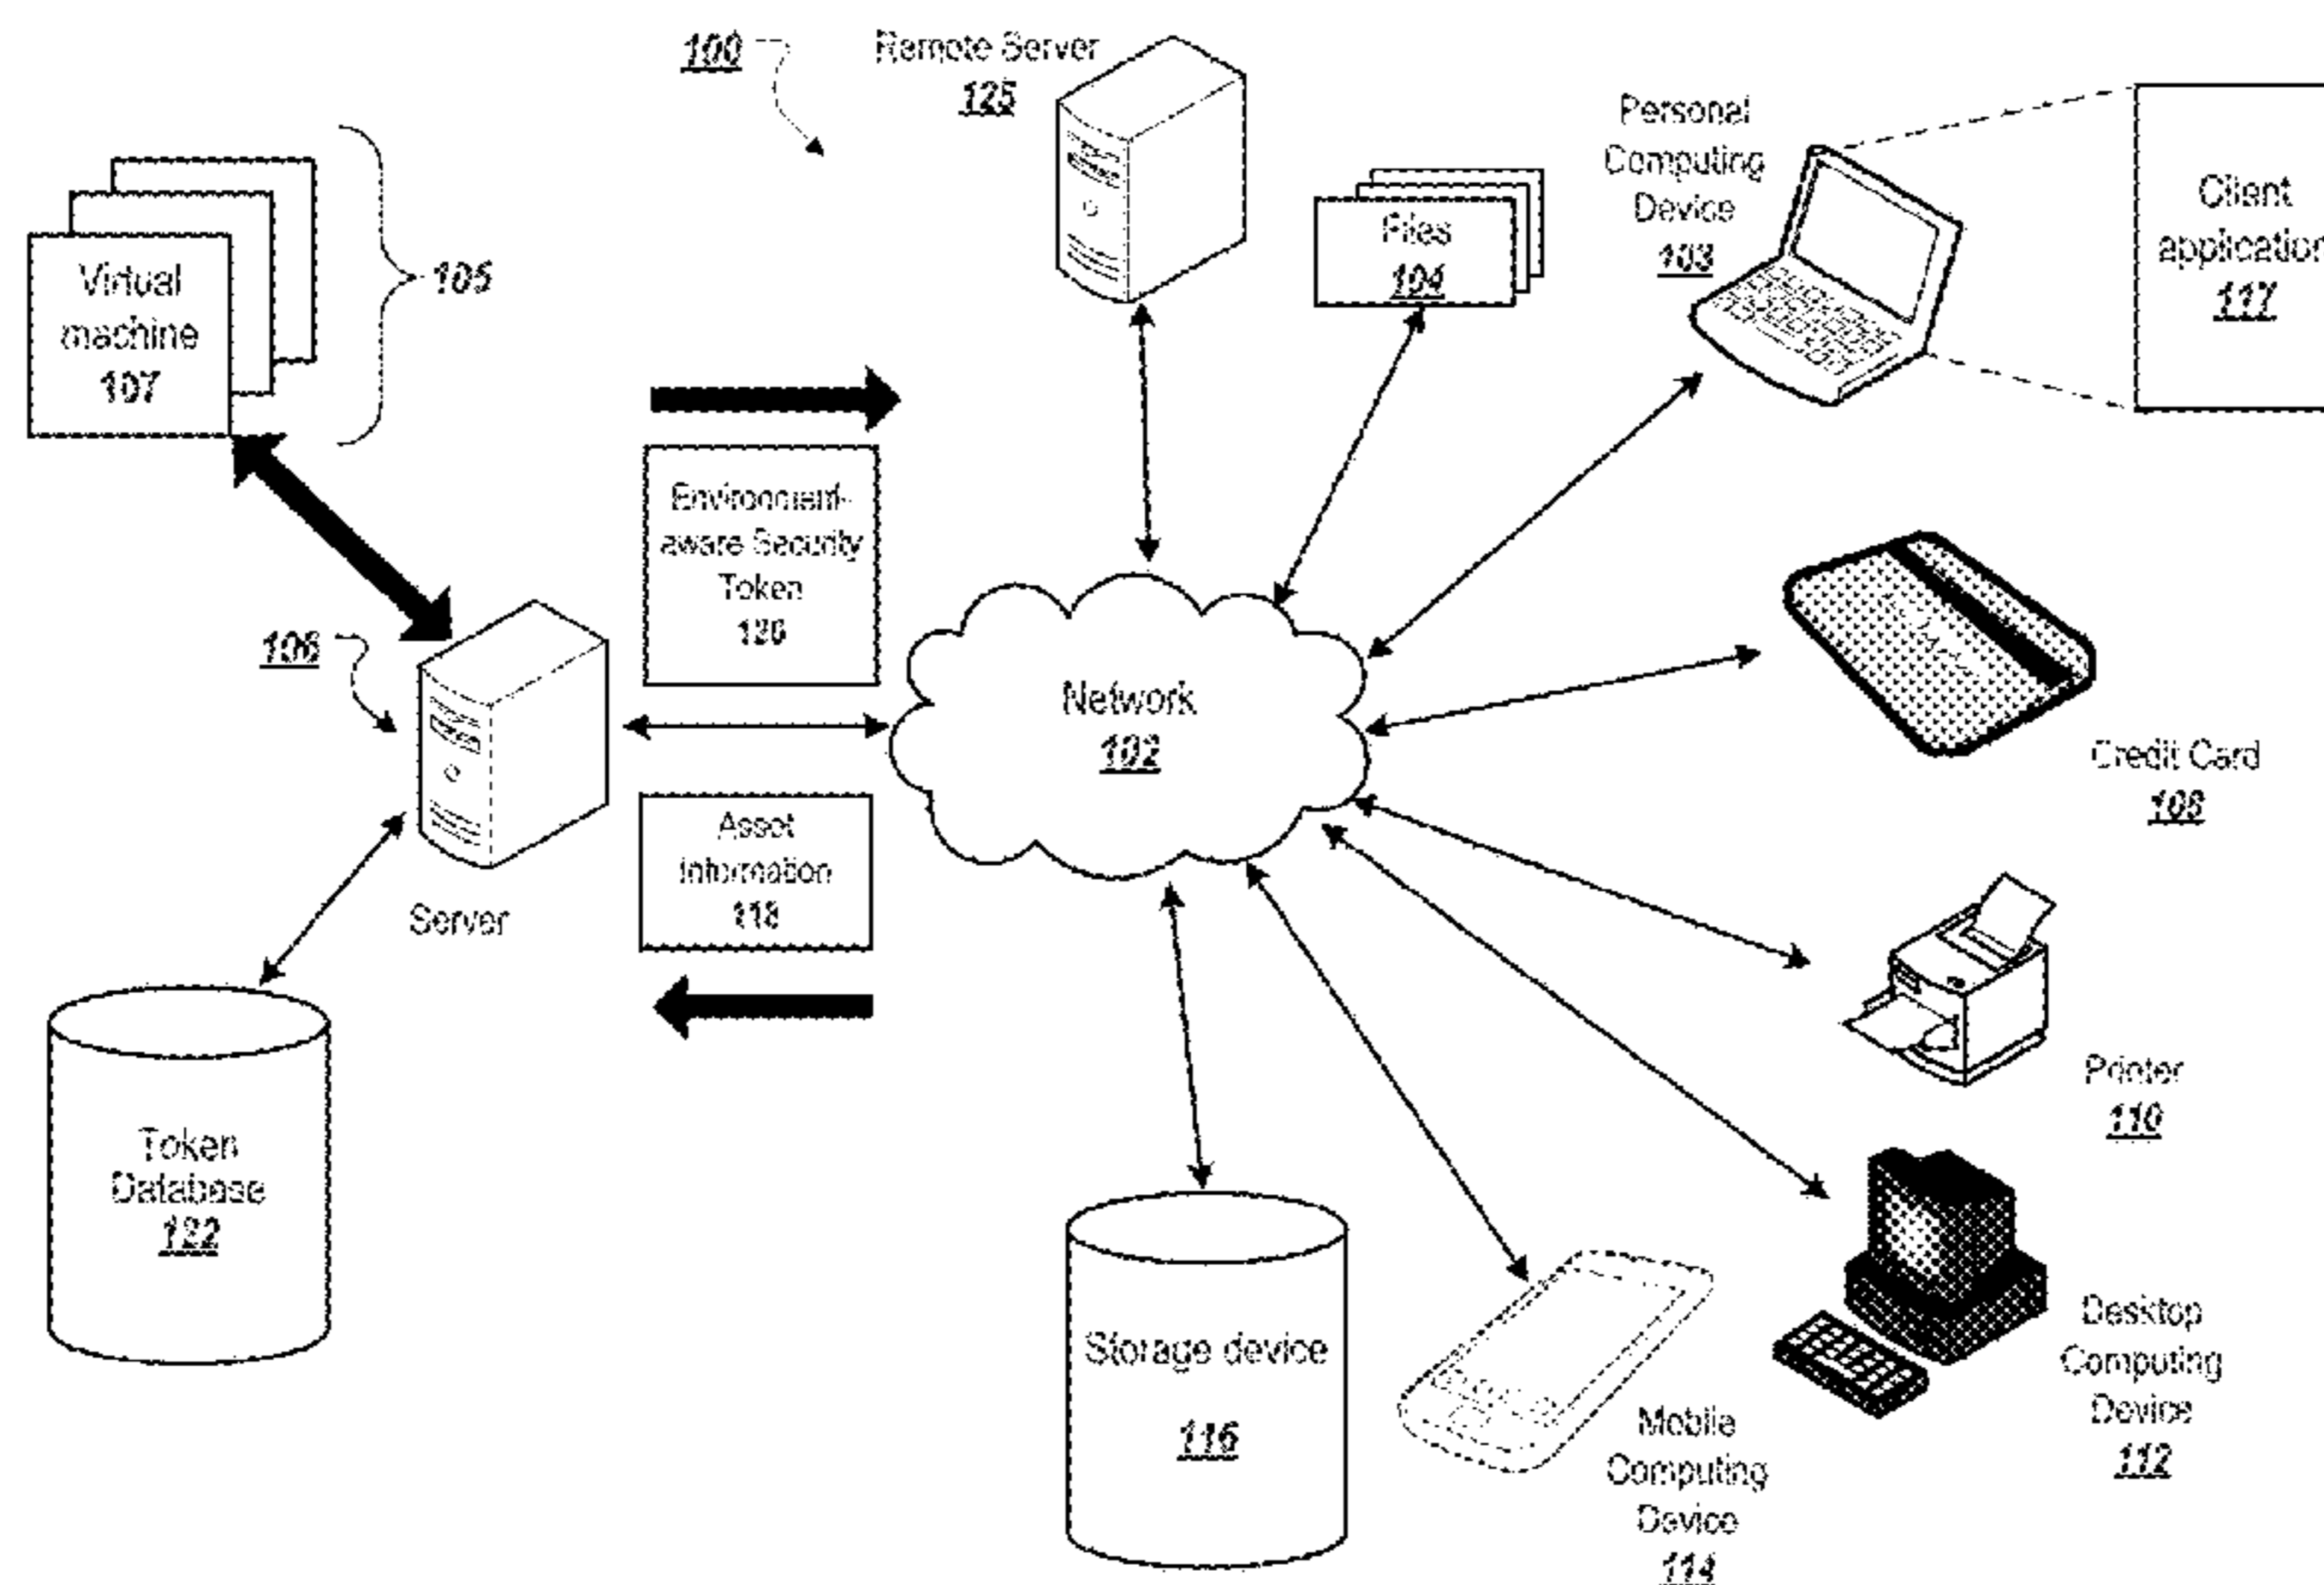 100
Remote Server
125
Personal
Computing
Device
103
Client
application
117
Files
104
Virtual
machine
107
105
Environment-
aware Security
Token
120
106
Network
102
Credit Card
108
Asset
Information
118
Server
Printer
110
Token
Database
122
Storage device
116
Desktop
Computing
Device
112
Mobile
Computing
Device
114